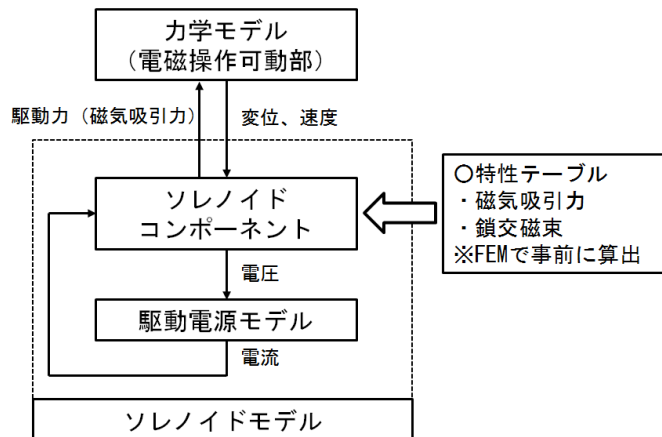 力学モデル
（電磁操作可動部）
駆動力（磁気吸引力）
変位、速度
ソレノイド
コンポーネント
〇特性テーブル
・磁気吸引力
・鎖交磁束
※FEMで事前に算出
電圧
駆動電源モデル
電流
ソレノイドモデル